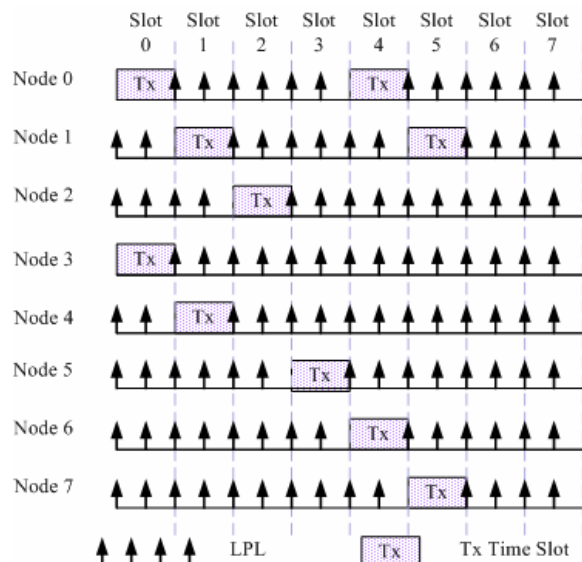 Slot Slot Slot Slot Slot Slot Slot Slot
0 1 2 3 4 5 6 7
Node 0 Tx Tx
Node 1 Tx Tx
Node 2 Tx
Node 3 Tx
Node 4 Tx
Node 5 Tx
Node 6 Tx
Node 7 Tx
LPL Tx Tx Time Slot